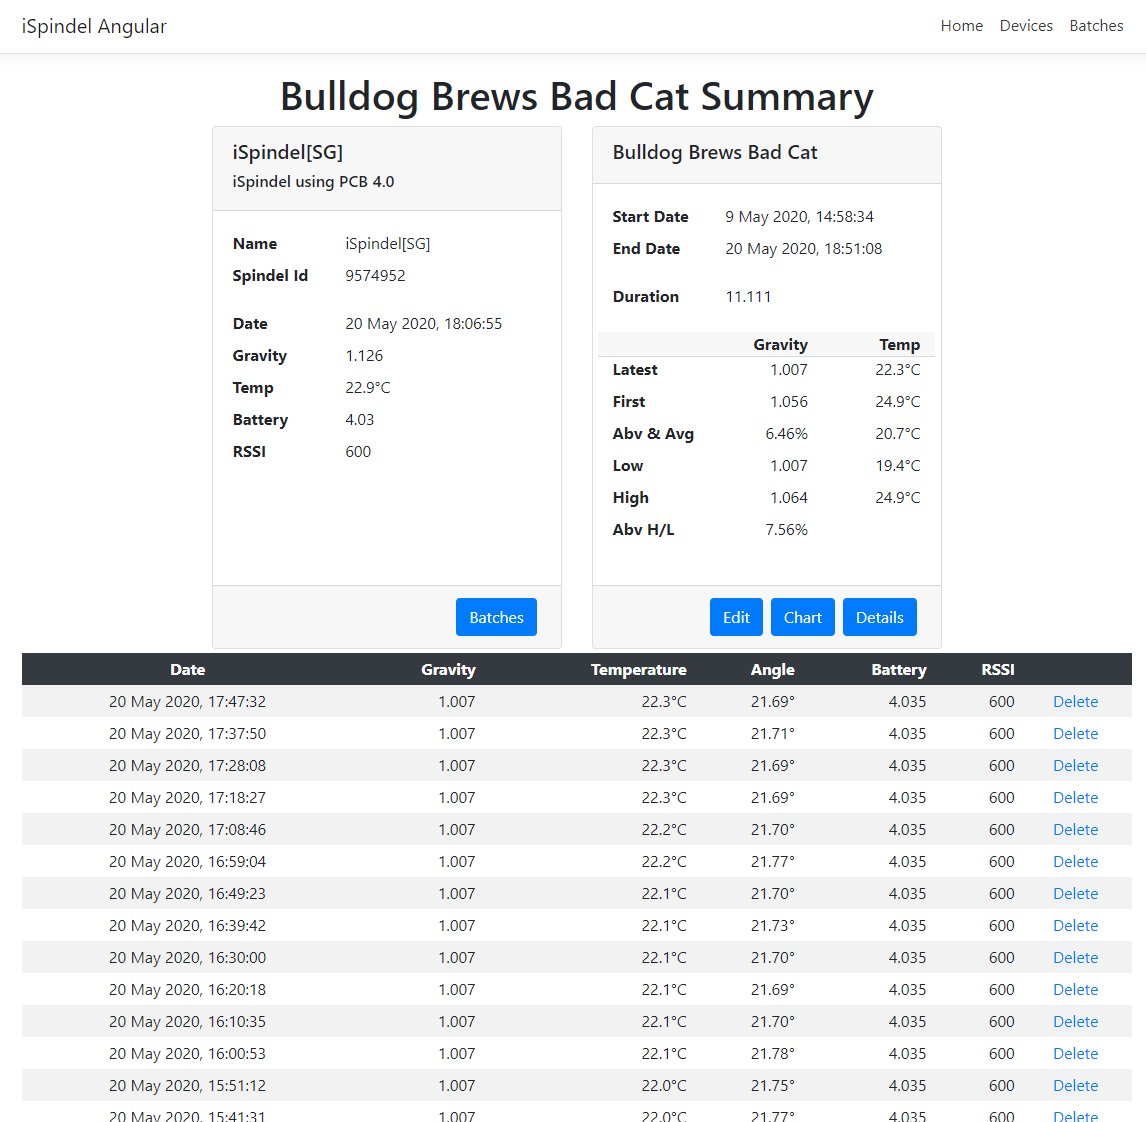 iSpindel Angular
Home Devices Batches
Bulldog Brews Bad Cat Summary
iSpindel[SG]
iSpindel using PCB 4.0
Name iSpindel[SG]
Spindel Id 9574952
Date 20 May 2020, 18:06:55
Gravity 1.126
Temp 22.9°C
Battery 4.03
RSSI 600
Batches
Bulldog Brews Bad Cat
Start Date 9 May 2020, 14:58:34
End Date 20 May 2020, 18:51:08
Duration 11.111
Gravity Temp
Latest 1.007 22.3°C
First 1.056 24.9°C
Abv & Avg 6.46% 20.7°C
Low 1.007 19.4°C
High 1.064 24.9°C
Abv H/L 7.56%
Edit Chart Details
Date Gravity Temperature Angle Battery RSSI
20 May 2020, 17:47:32 1.007 22.3°C 21.69° 4.035 600 Delete
20 May 2020, 17:37:50 1.007 22.3°C 21.71° 4.035 600 Delete
20 May 2020, 17:28:08 1.007 22.3°C 21.69° 4.035 600 Delete
20 May 2020, 17:18:27 1.007 22.3°C 21.69° 4.035 600 Delete
20 May 2020, 17:08:46 1.007 22.2°C 21.70° 4.035 600 Delete
20 May 2020, 16:59:04 1.007 22.2°C 21.77° 4.035 600 Delete
20 May 2020, 16:49:23 1.007 22.1°C 21.70° 4.035 600 Delete
20 May 2020, 16:39:42 1.007 22.1°C 21.73° 4.035 600 Delete
20 May 2020, 16:30:00 1.007 22.1°C 21.70° 4.035 600 Delete
20 May 2020, 16:20:18 1.007 22.1°C 21.69° 4.035 600 Delete
20 May 2020, 16:10:35 1.007 22.1°C 21.70° 4.035 600 Delete
20 May 2020, 16:00:53 1.007 22.1°C 21.78° 4.035 600 Delete
20 May 2020, 15:51:12 1.007 22.0°C 21.75° 4.035 600 Delete
20 May 2020, 15:41:31 1.007 22.0°C 21.77° 4.035 600 Delete